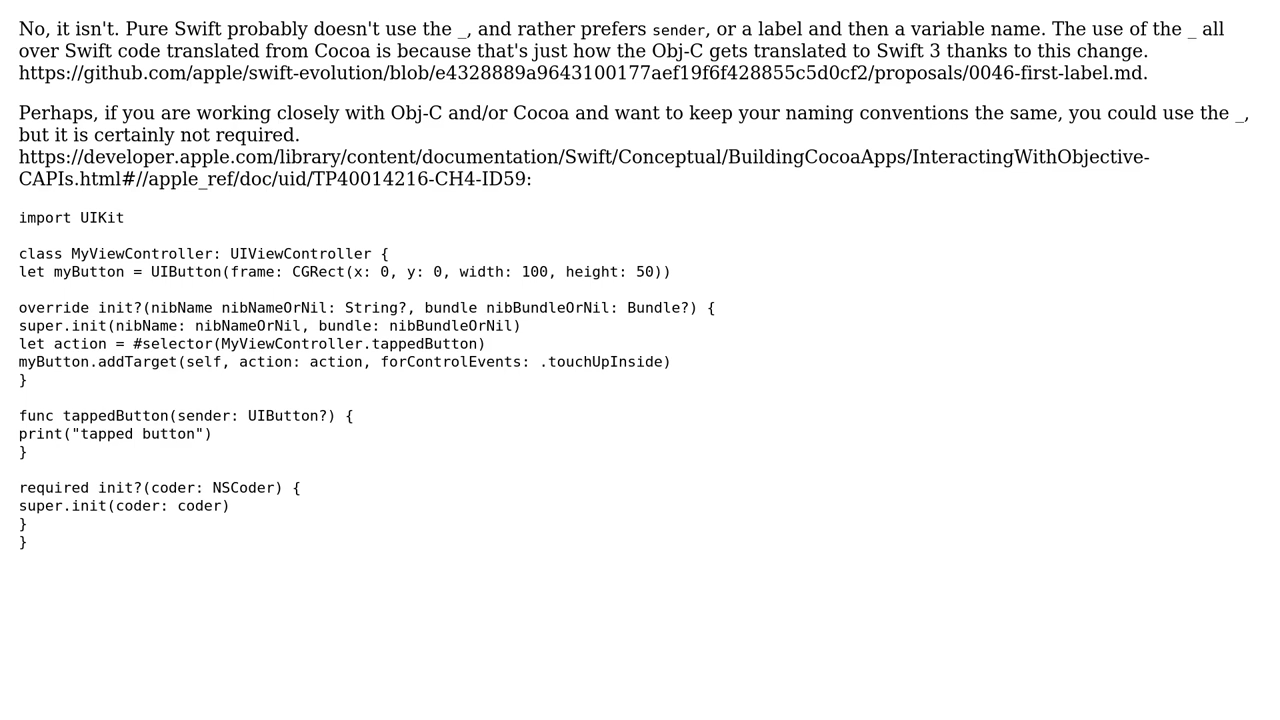 No, it isn't. Pure Swift probably doesn't use the _, and rather prefers sender, or a label and then a variable name. The use of the _ all
over Swift code translated from Cocoa is because that's just how the Obj-C gets translated to Swift 3 thanks to this change.
https://github.com/apple/swift-evolution/blob/e4328889a9643100177aef19f6f428855c5d0cf2/proposals/0046-first-label.md.
Perhaps, if you are working closely with Obj-C and/or Cocoa and want to keep your naming conventions the same, you could use the _,
but it is certainly not required.
https://developer.apple.com/library/content/documentation/Swift/Conceptual/BuildingCocoaApps/InteractingWithObjective-
CAPIs.html#//apple_ref/doc/uid/TP40014216-CH4-ID59:
import UIKit
class MyViewController: UIViewController {
let myButton = UIButton(frame: CGRect(x: 0, y: 0, width: 100, height: 50))
override init?(nibName nibNameOrNil: String?, bundle nibBundleOrNil: Bundle?) {
super.init(nibName: nibNameOrNil, bundle: nibBundleOrNil)
let action = #selector(MyViewController.tappedButton)
myButton.addTarget(self, action: action, forControlEvents: .touchUpInside)
}
func tappedButton(sender: UIButton?) {
print("tapped button")
}
required init?(coder: NSCoder) {
super.init(coder: coder)
}
}